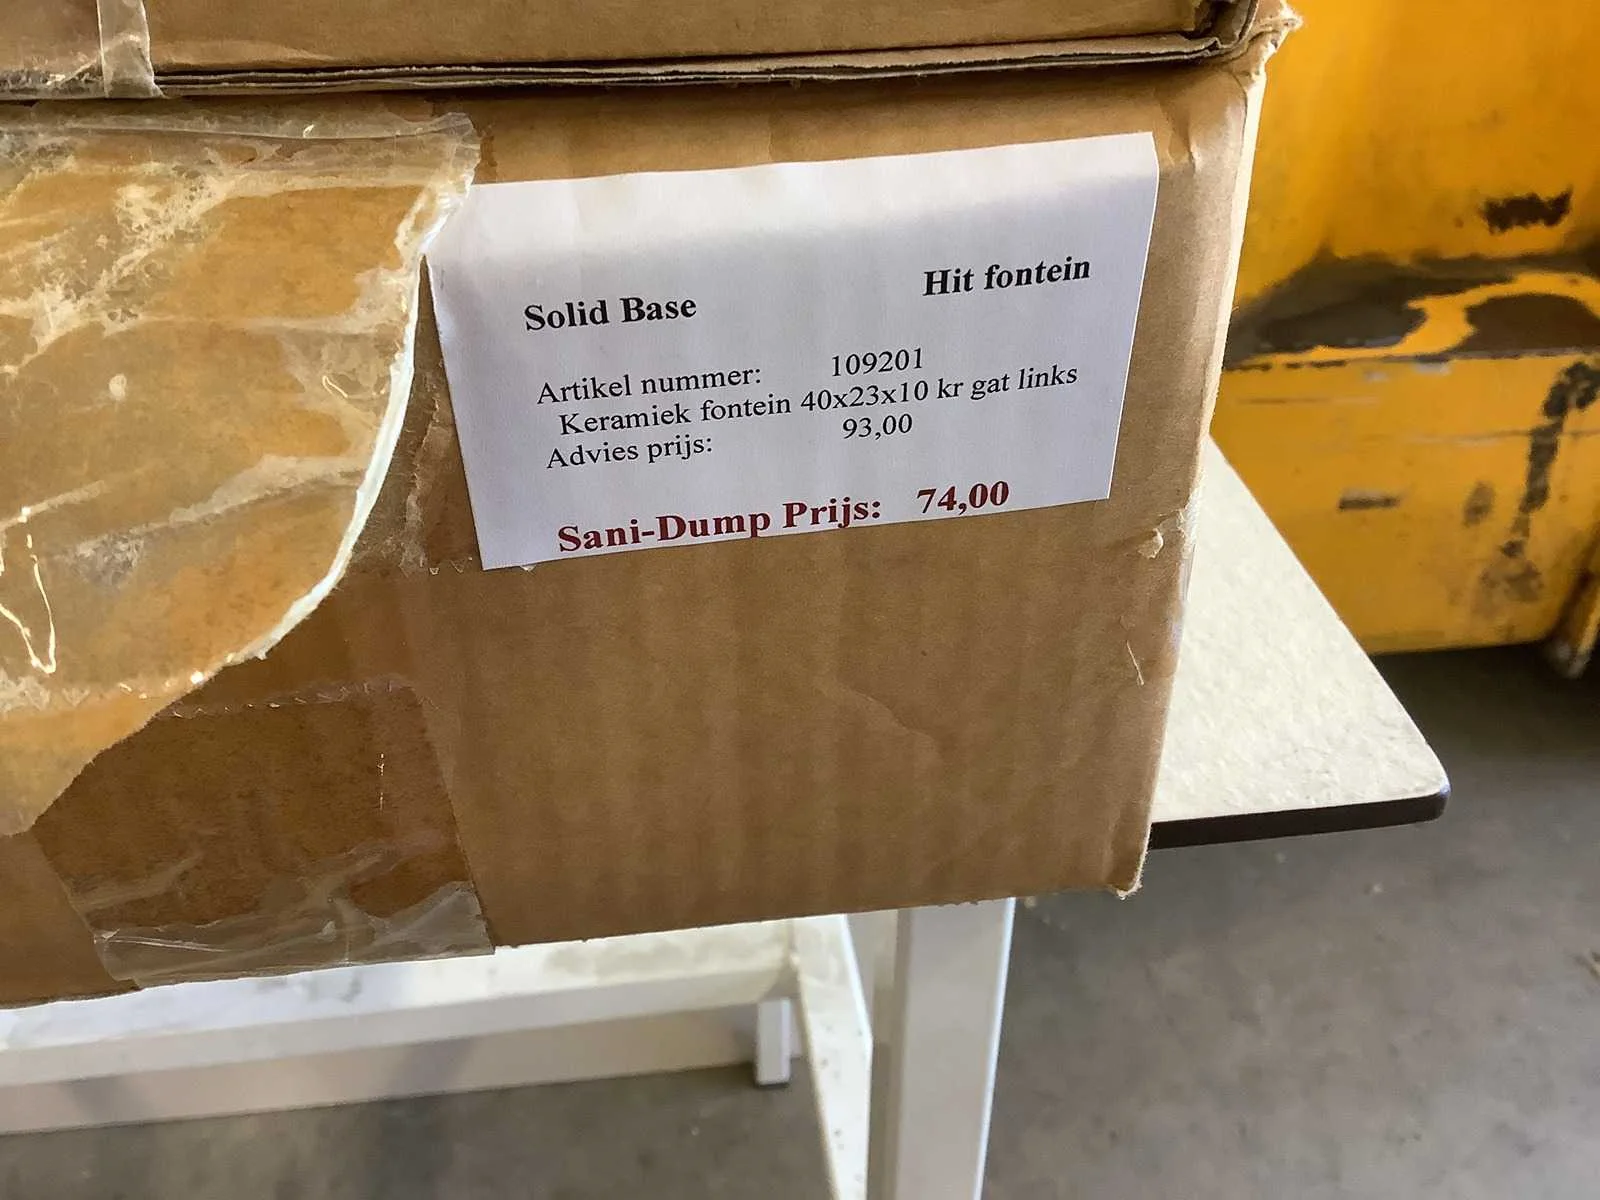 Solid Base Hit fontein
Artikel nummer: 109201
Keramiek fontein 40x23x10 kr gat links
Advies prijs: 93,00
Sani-Dump Prijs: 74,00